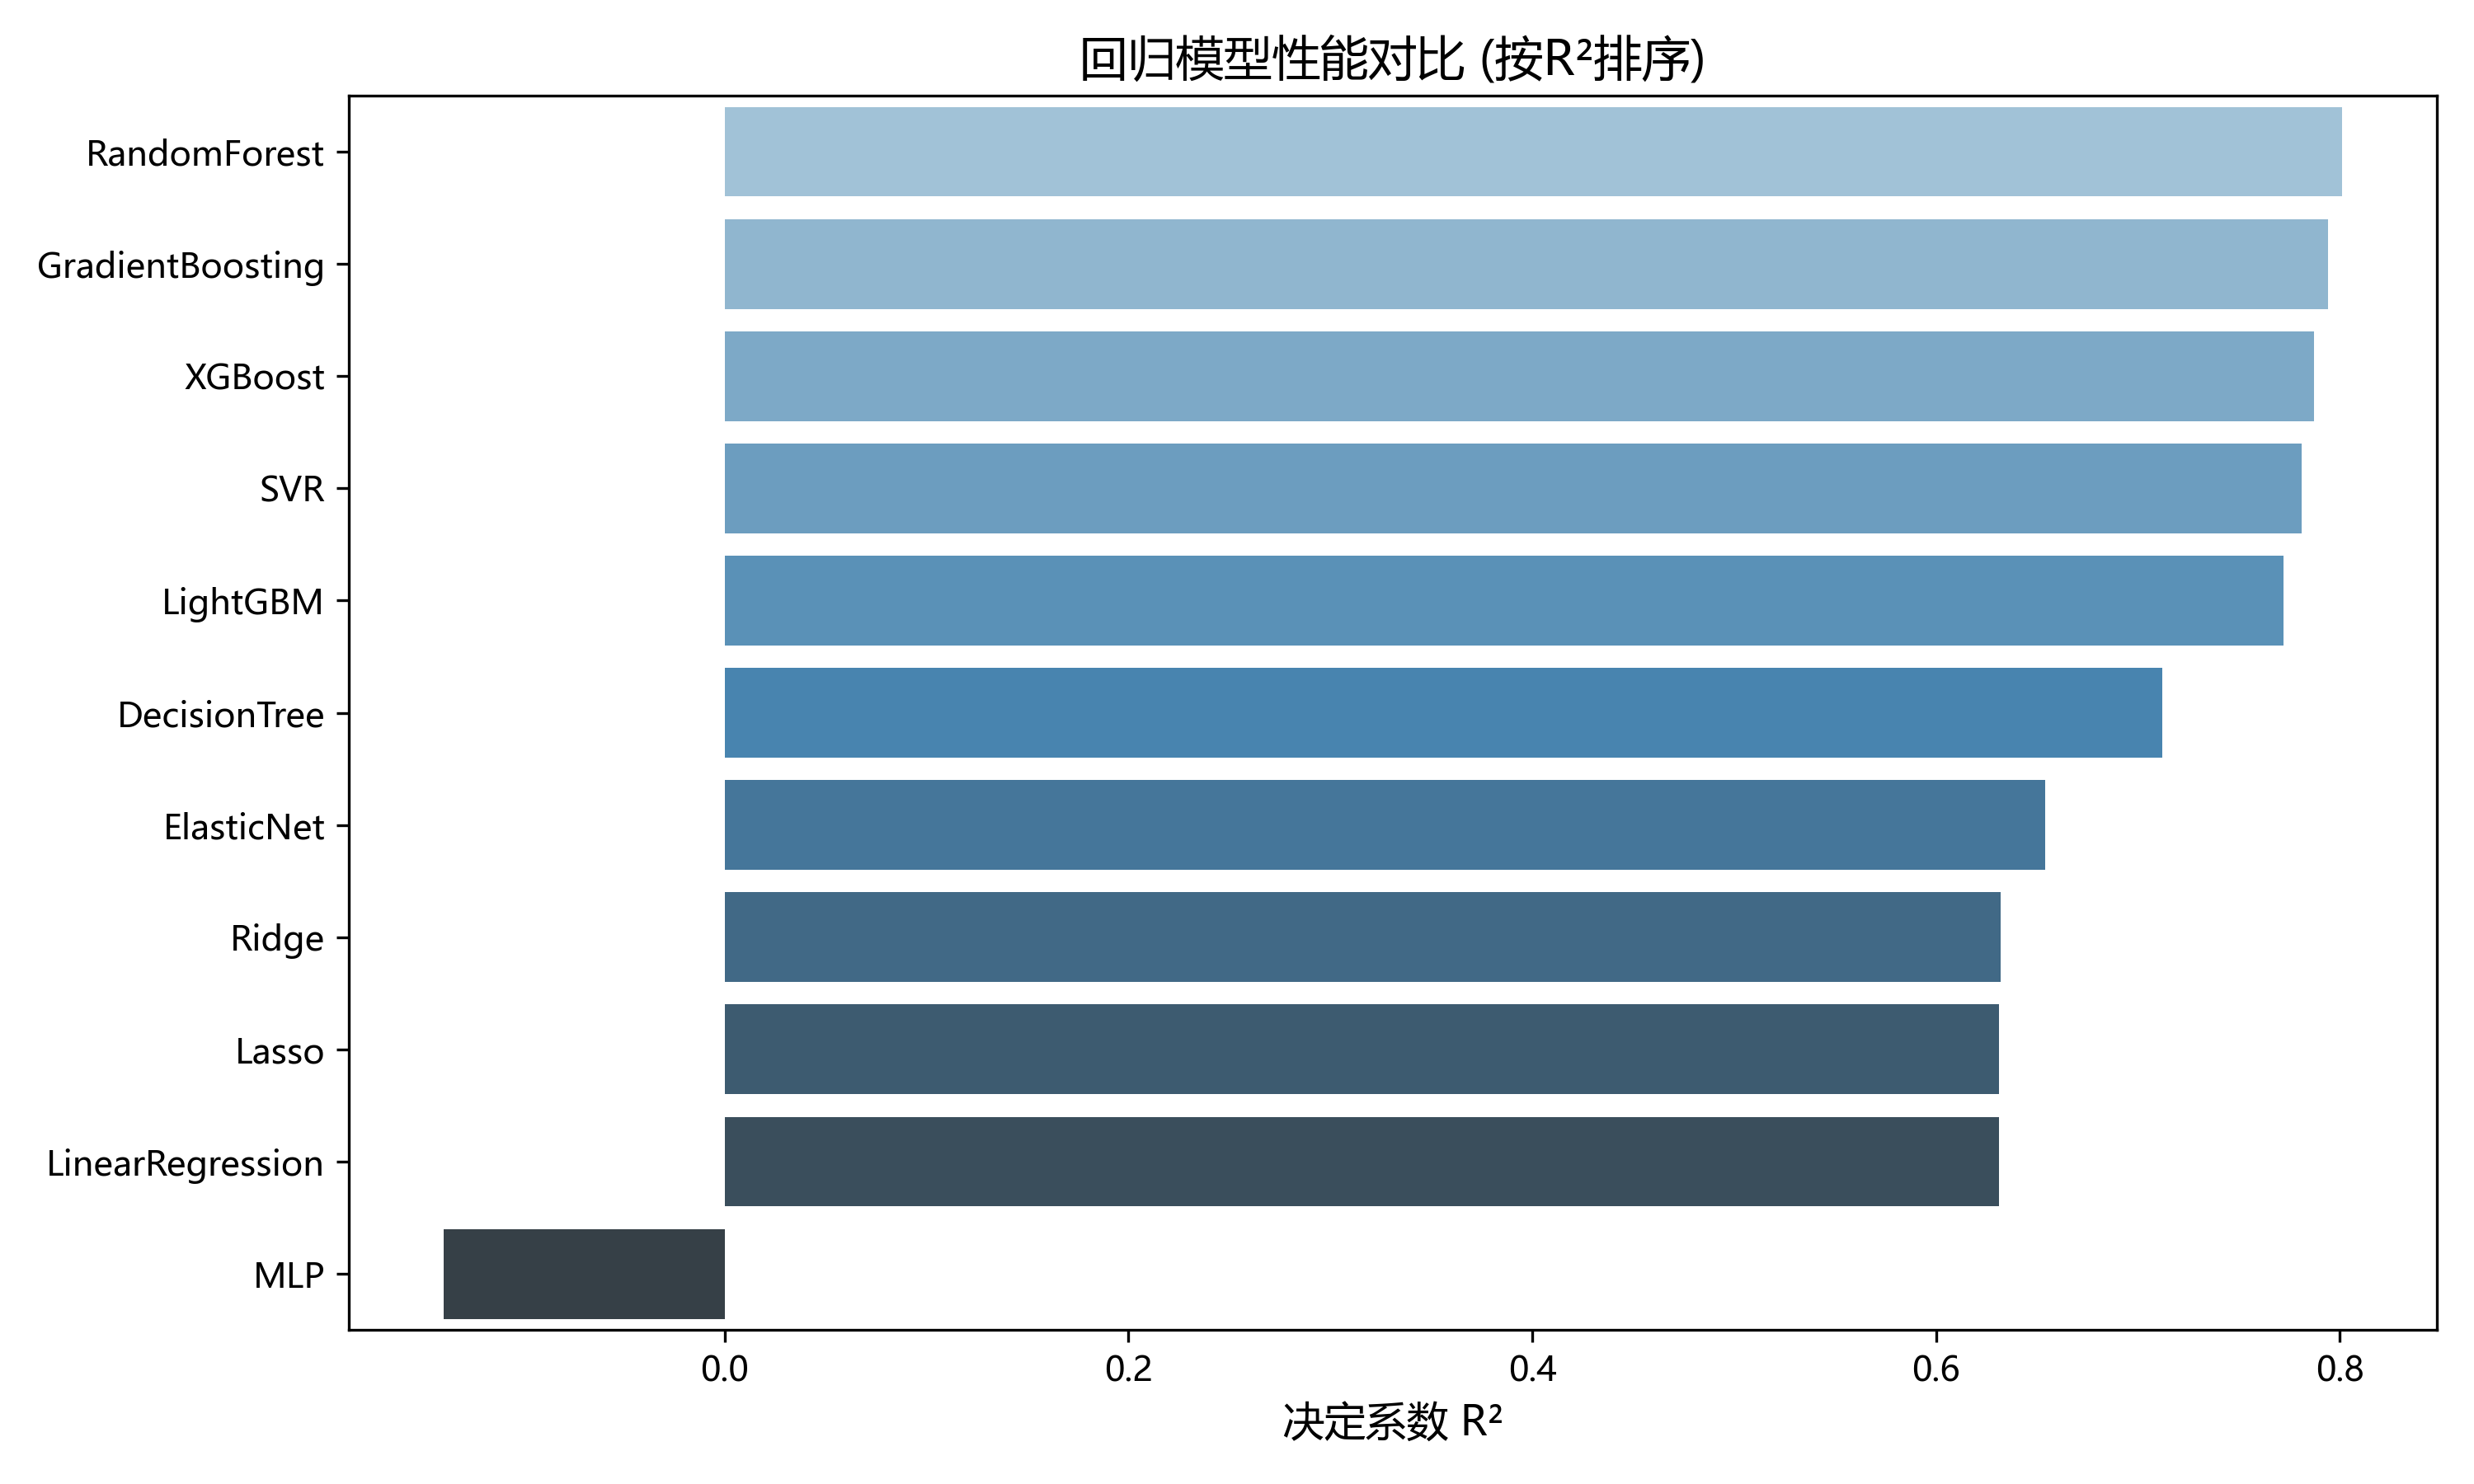 回归模型性能对比 (按R²排序)
RandomForest
GradientBoosting
XGBoost
SVR
LightGBM
DecisionTree
ElasticNet
Ridge
Lasso
LinearRegression
MLP
0.0 0.2 0.4 0.6 0.8
决定系数 R²